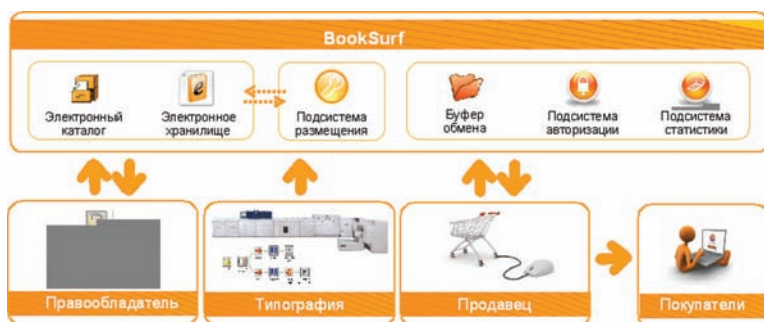 BookSurf
Электронный
каталог
Электронное
хранилище
Подсистема
размещения
Буфер
обмена
Подсистема
авторизации
Подсистема
статистики
Правообладатель
Типография
Продавец
Покупатели